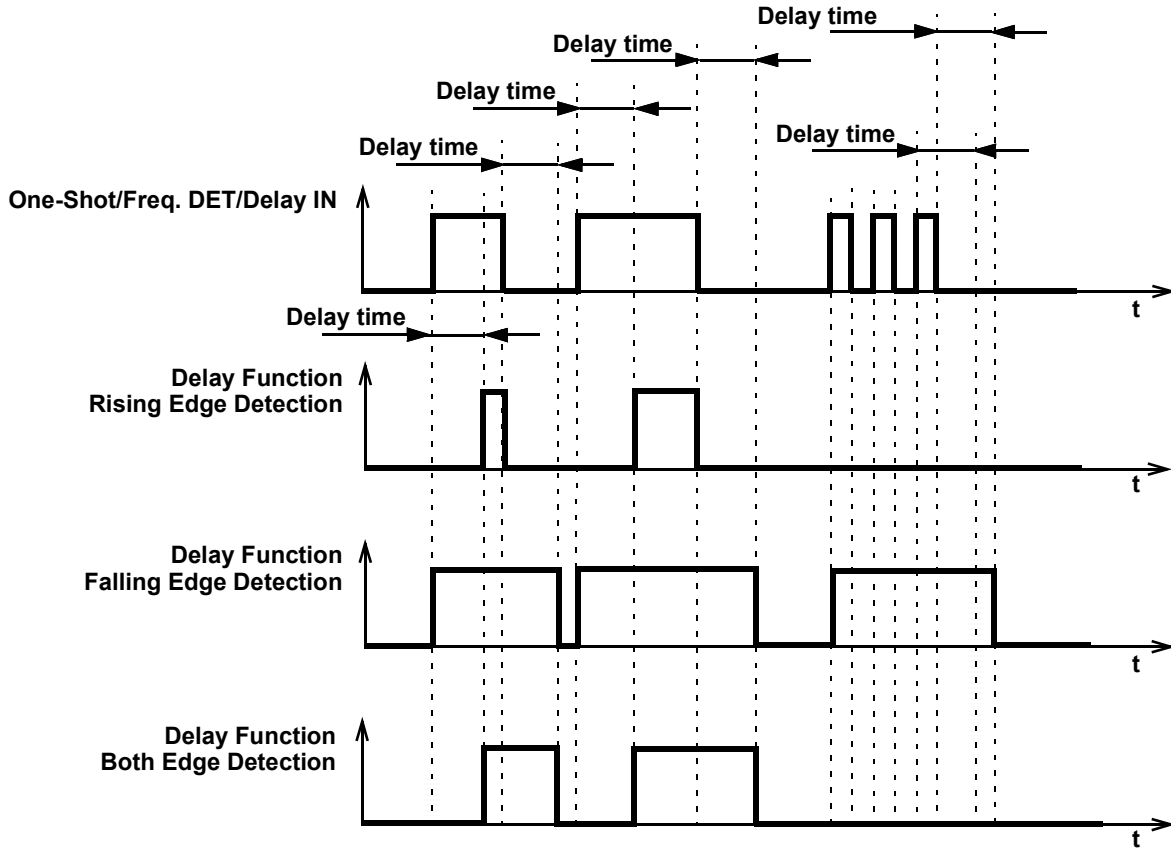 Delay time
Delay time
Delay time
Delay time
Delay time
One-Shot/Freq. DET/Delay IN
t
Delay time
Delay Function
Rising Edge Detection
t
Delay Function
Falling Edge Detection
t
Delay Function
Both Edge Detection
t